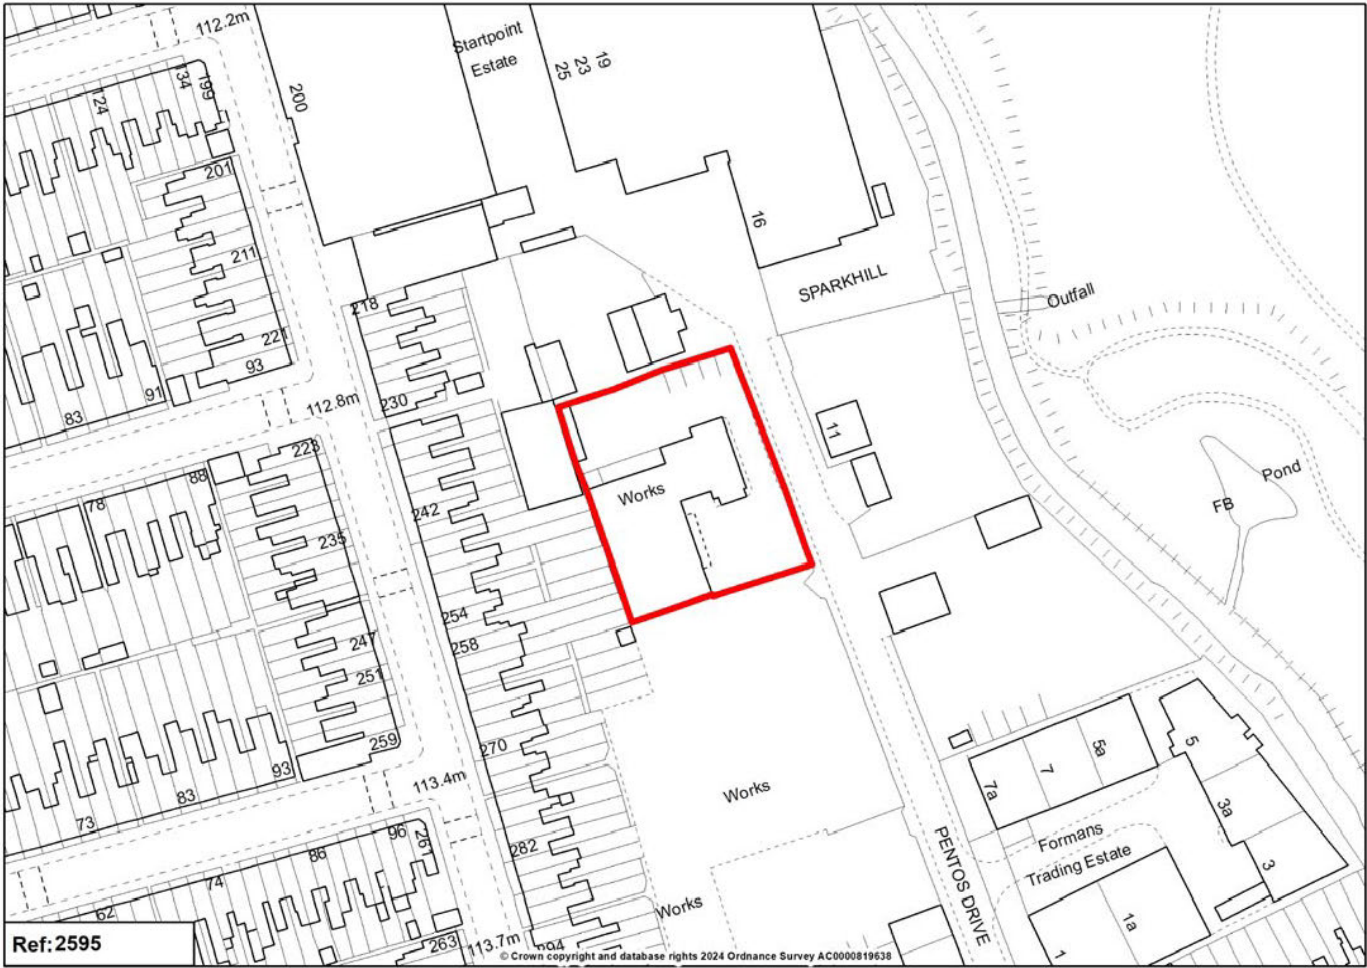 112.2m
Startpoint
Estate
19
23
25
134
199
124
200
201
16
211
SPARKHILL
Outfall
218
221
93
91
83
112.8m
230
11
223
88
78
Works
242
Pond
FB
235
254
247
258
251
259
270
93
83
73
113.4m
Works
5
5a
7
7a
3a
3
Formans
Trading Estate
PENTOS DRIVE
96
261
86
74
62
282
Works
1a
1
263
113.7m
294
Ref:2595
© Crown copyright and database rights 2024 Ordnance Survey AC0000819638